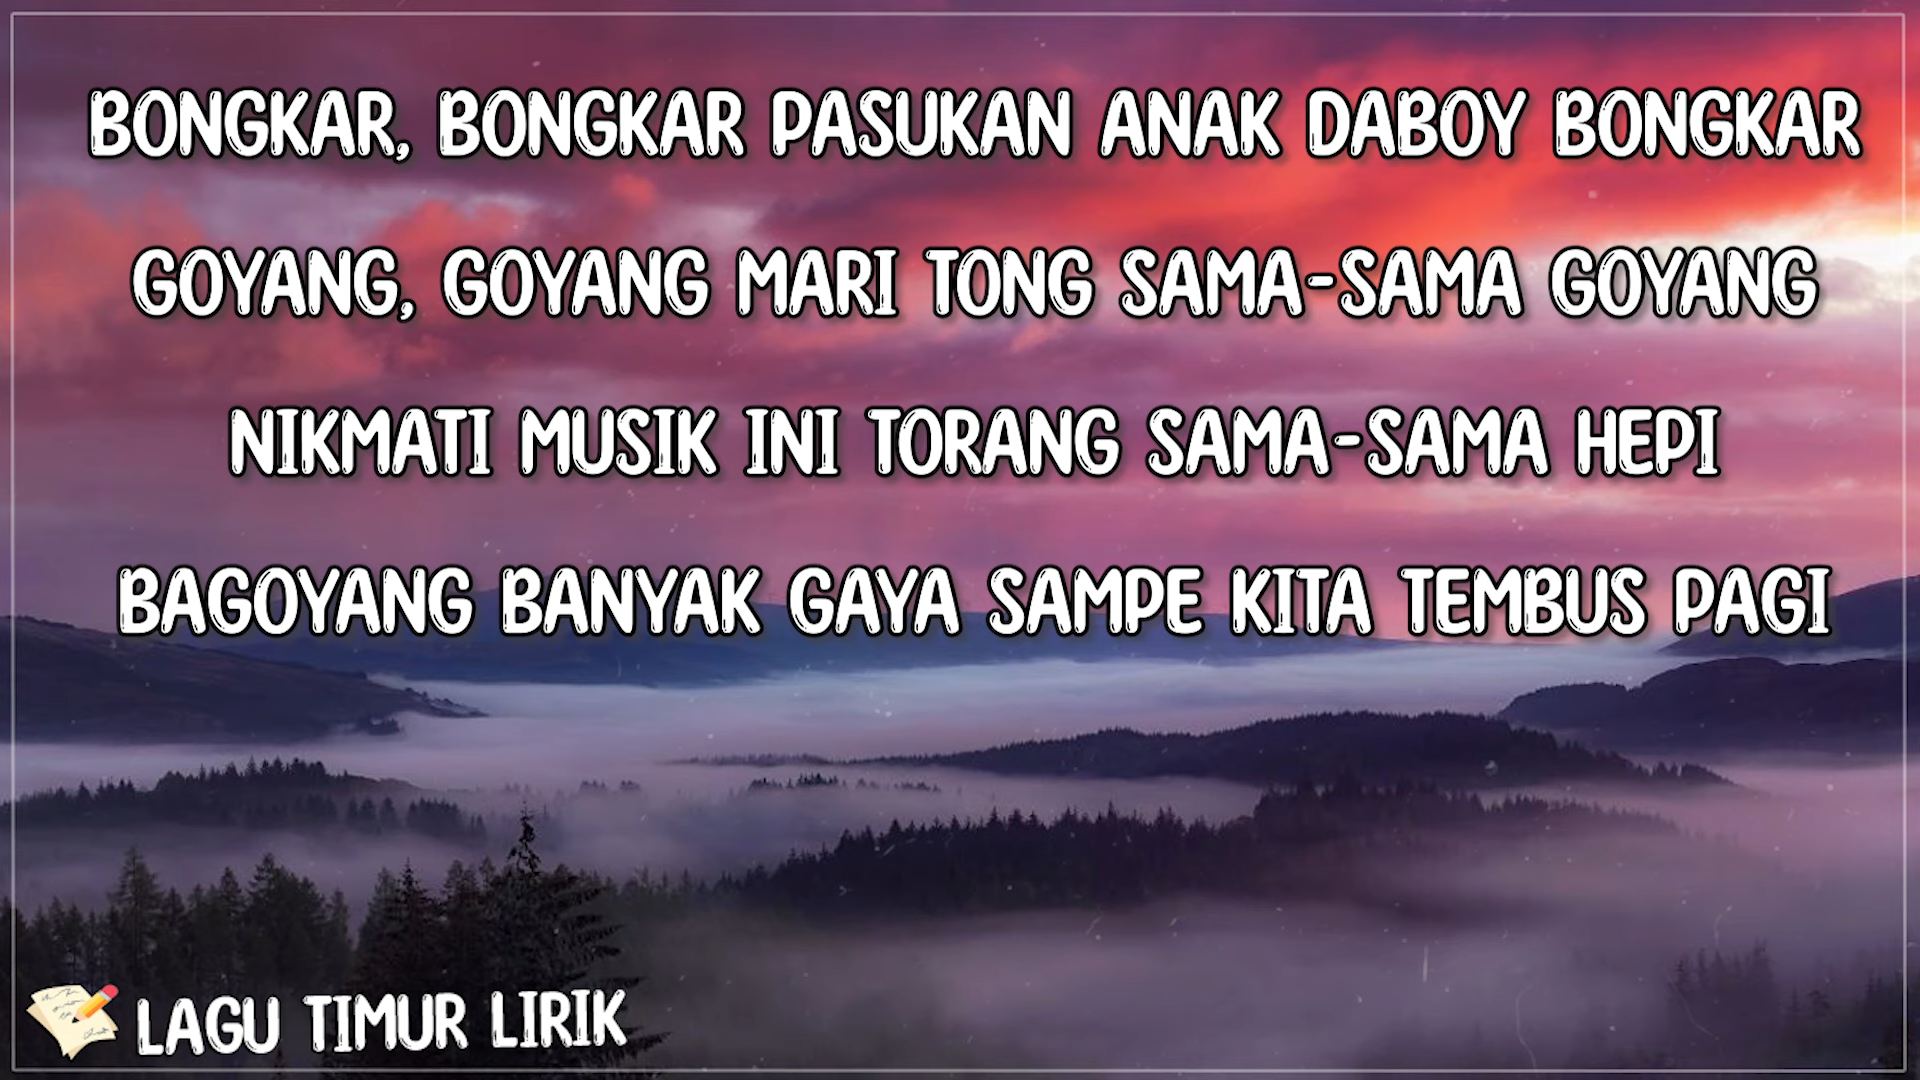 BONGKAR, BONGKAR PASUKAN ANAK DABOY BONGKAR
GOYANG, GOYANG MARI TONG SAMA-SAMA GOYANG
NIKMATI MUSIK INI TORANG SAMA-SAMA HEPI
BAGOYANG BANYAK GAYA SAMPE KITA TEMBUS PAGI
LAGU TIMUR LIRIK